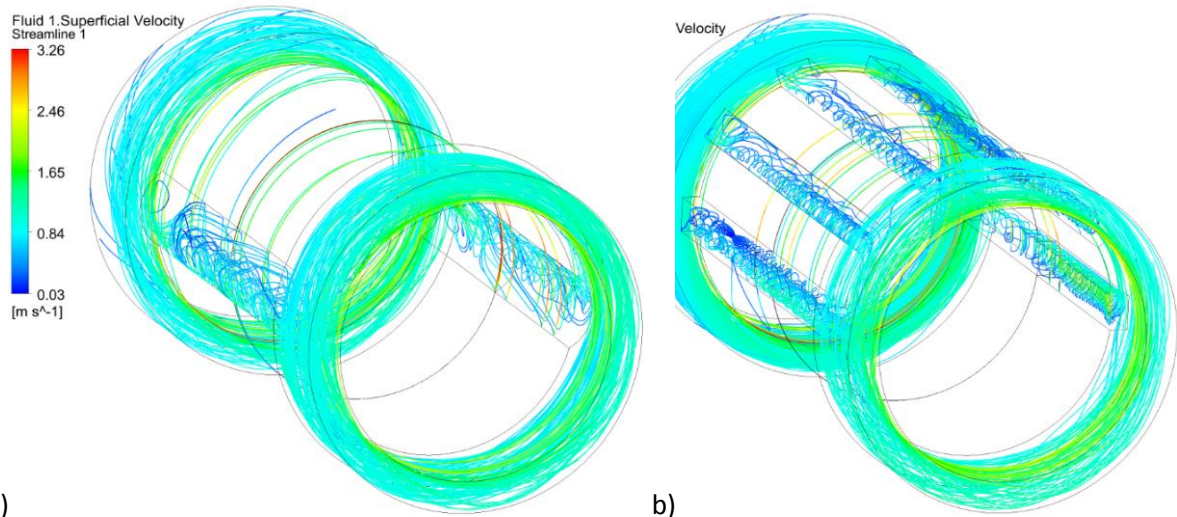 Fluid 1.Superficial Velocity
Streamline 1
3.26
2.46
1.65
0.84
0.03
[m s^-1]
)
Velocity
b)